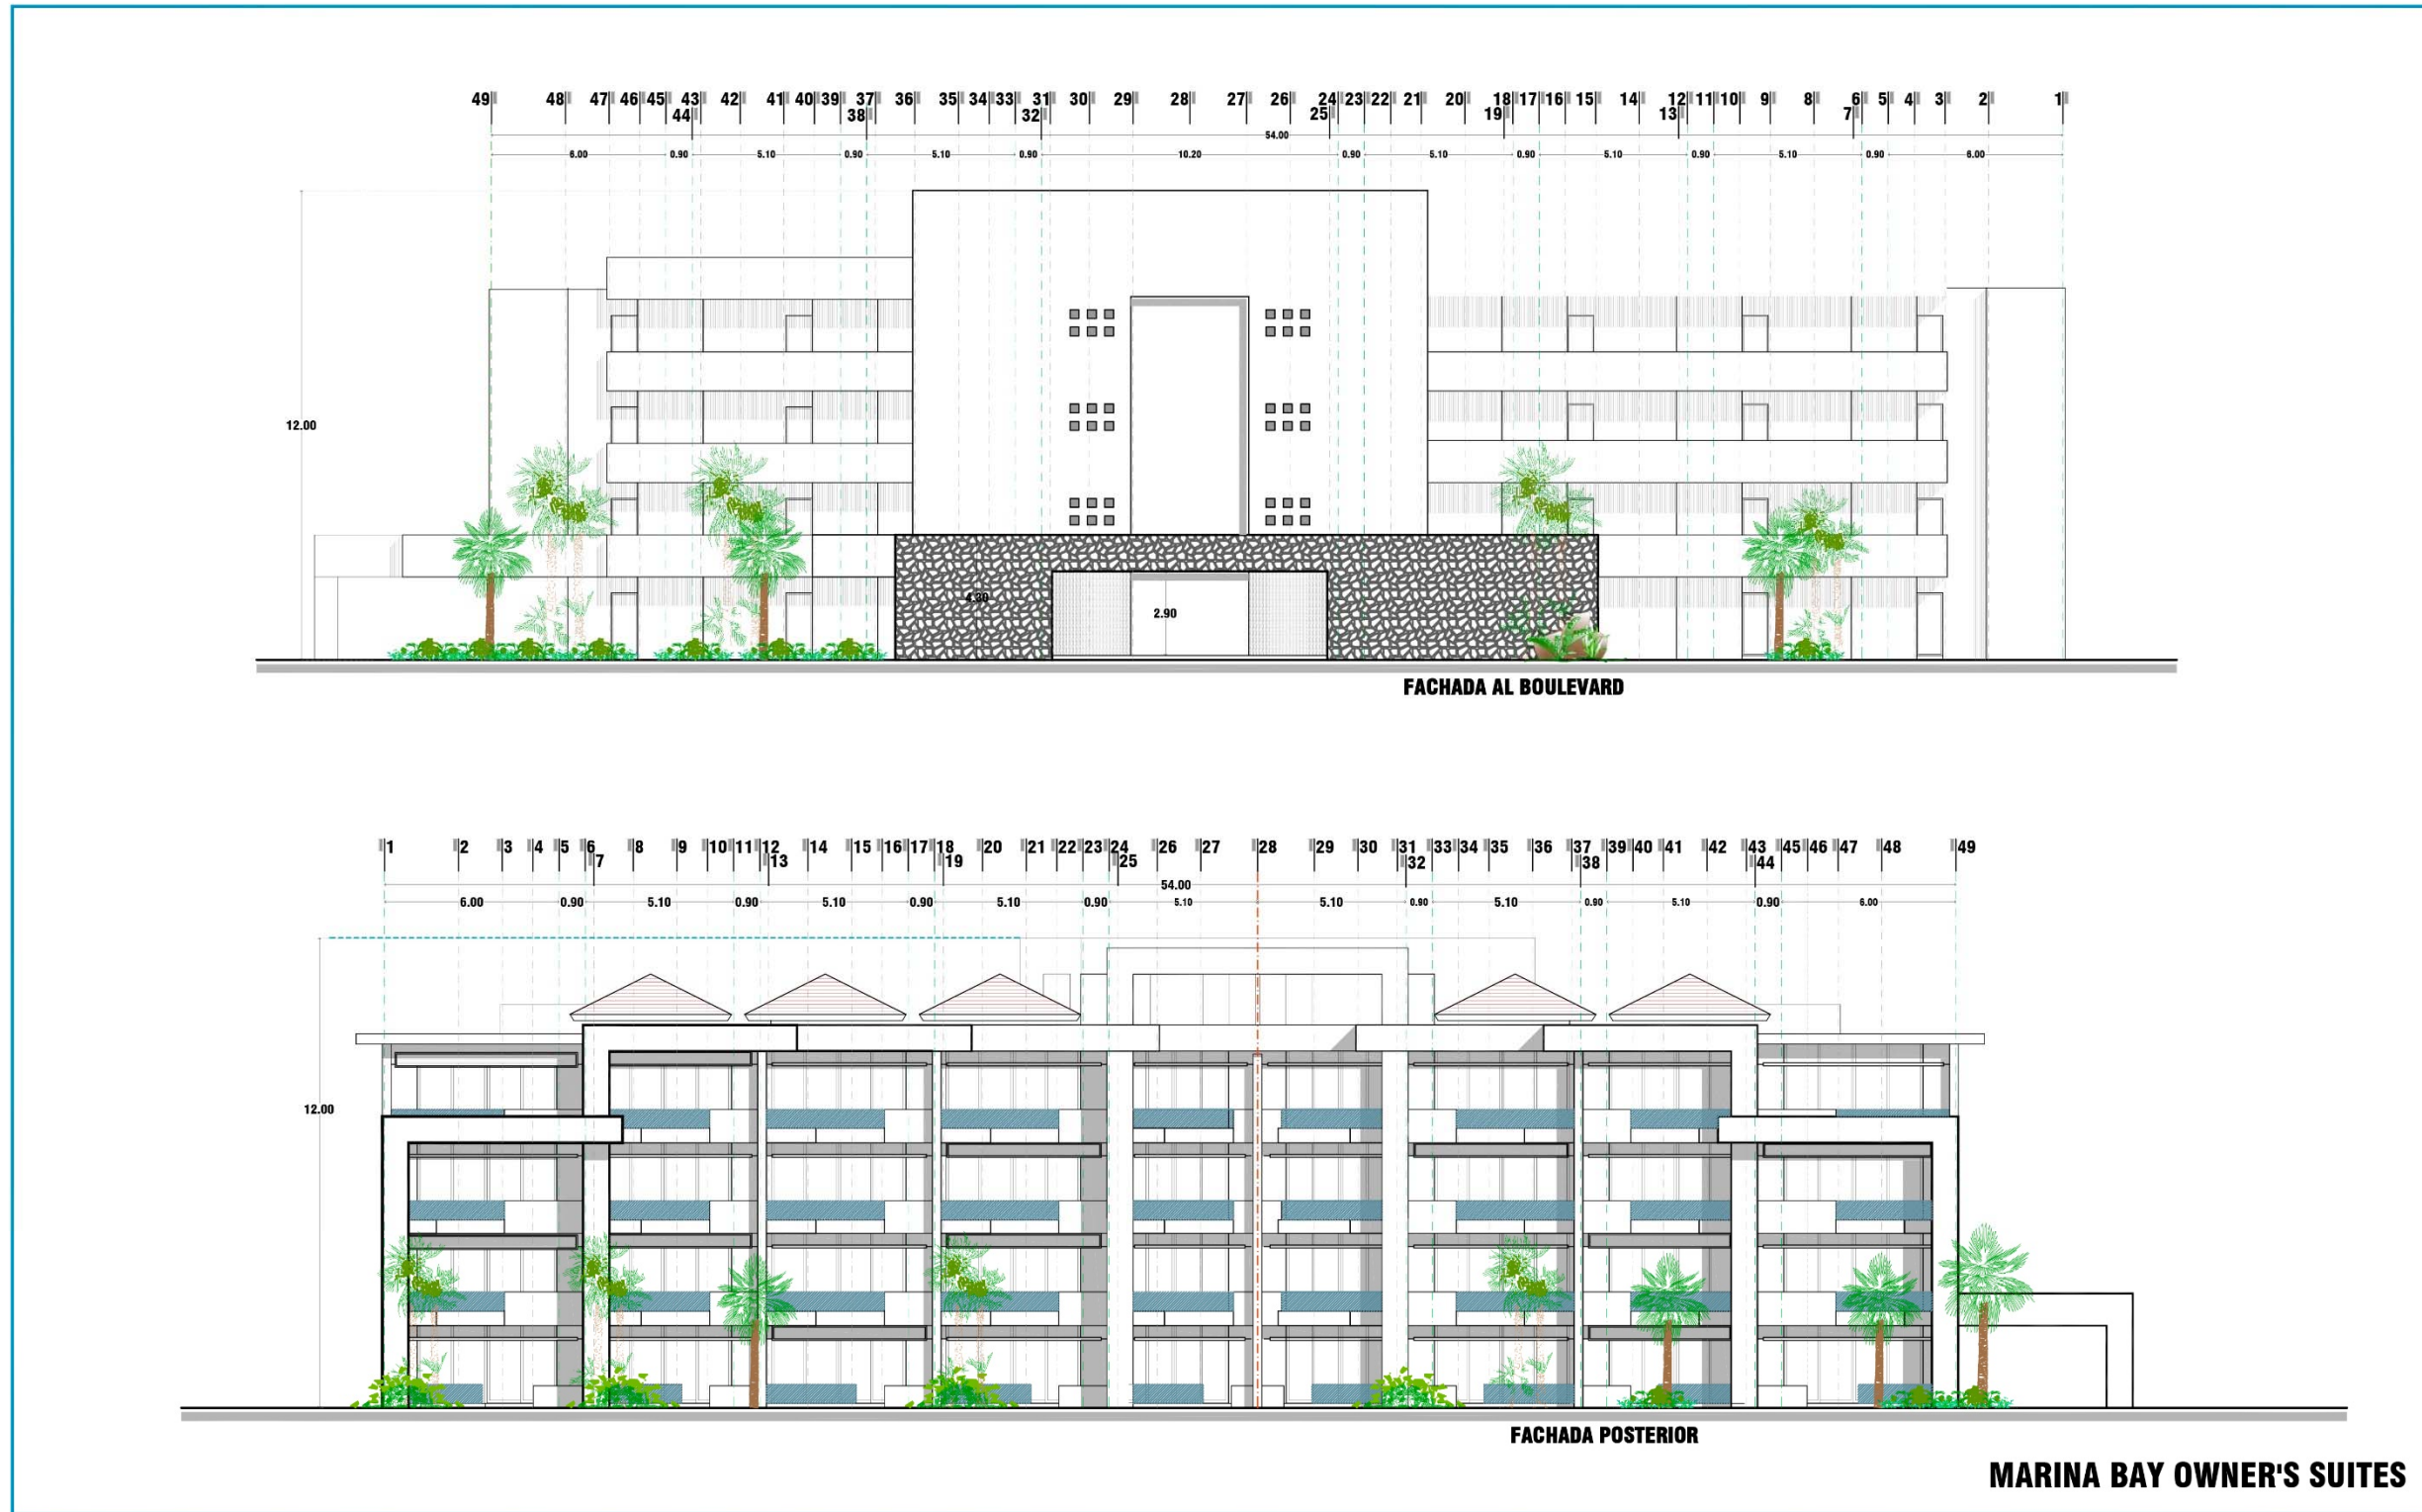 49 48 47 46 45 43 42 41 40 39 37 36 35 34 33 31 30 29 28 27 26 24 23 22 21 20 18 17 16 15 14 12 11 10 9 8 6 5 4 3 2 1
44 38 32 25 19 13 7
54.00
6.00 0.90 5.10 0.90 5.10 0.90 10.20 0.90 5.10 0.90 5.10 0.90 5.10 0.90 6.00
12.00
4.30
2.90
FACHADA AL BOULEVARD
1 2 3 4 5 6 8 9 10 11 12 14 15 16 17 18 20 21 22 23 24 26 27 28 29 30 31 33 34 35 36 37 39 40 41 42 43 45 46 47 48 49
7 13 19 25 32 38 44
54.00
6.00 0.90 5.10 0.90 5.10 0.90 5.10 0.90 5.10 5.10 0.90 5.10 0.90 5.10 0.90 6.00
12.00
FACHADA POSTERIOR
MARINA BAY OWNER'S SUITES